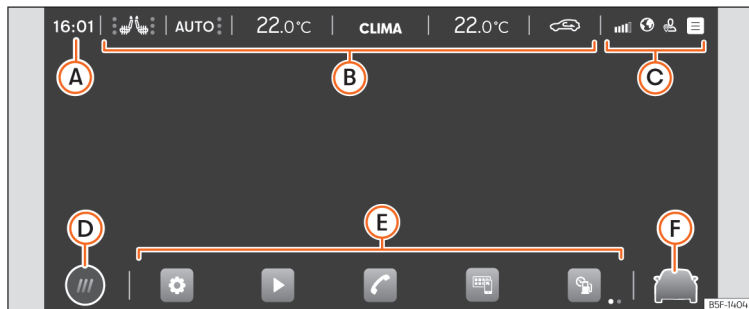 16:01 AUTO 22.0°C CLIMA 22.0°C
A B C
D E F
B5F-1404